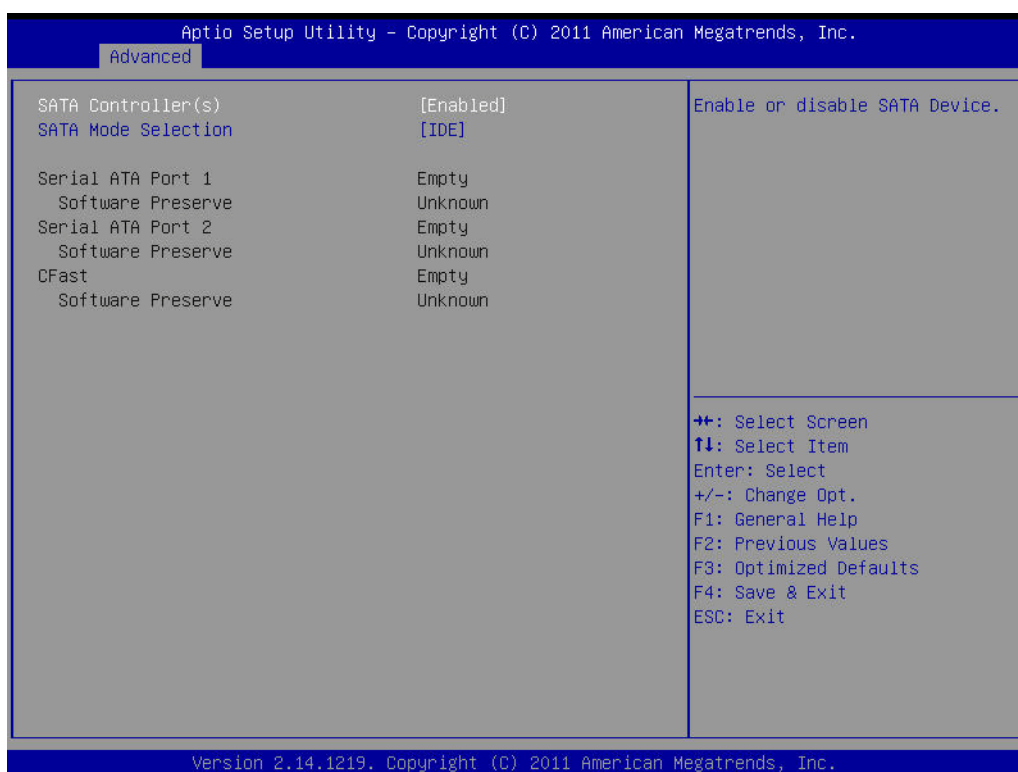 Aptio Setup Utility – Copyright (C) 2011 American Megatrends, Inc.
Advanced
SATA Controller(s) [Enabled]
SATA Mode Selection [IDE]
Serial ATA Port 1 Empty
Software Preserve Unknown
Serial ATA Port 2 Empty
Software Preserve Unknown
CFast Empty
Software Preserve Unknown
Enable or disable SATA Device.
→←: Select Screen
↑↓: Select Item
Enter: Select
+/-: Change Opt.
F1: General Help
F2: Previous Values
F3: Optimized Defaults
F4: Save & Exit
ESC: Exit
Version 2.14.1219. Copyright (C) 2011 American Megatrends, Inc.